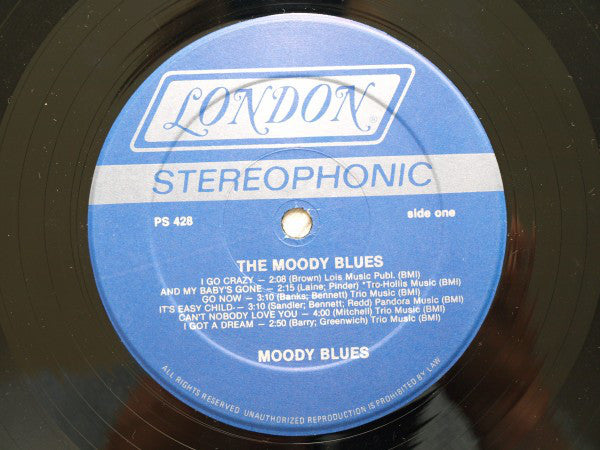 LONDON®
STEREOPHONIC
PS 428
side one
THE MOODY BLUES
I GO CRAZY — 2:08 (Brown) Lois Music Publ. (BMI)
AND MY BABY'S GONE — 2:15 (Laine; Pinder) *Tro-Hollis Music (BMI)
GO NOW — 3:10 (Banks; Bennett) Trio Music (BMI)
IT'S EASY CHILD — 3:10 (Sandler; Bennett; Redd) Pandora Music (BMI)
CAN'T NOBODY LOVE YOU — 4:00 (Mitchell) Trio Music (BMI)
I GOT A DREAM — 2:50 (Barry; Greenwich) Trio Music (BMI)
MOODY BLUES
ALL RIGHTS RESERVED UNAUTHORIZED REPRODUCTION IS PROHIBITED BY LAW